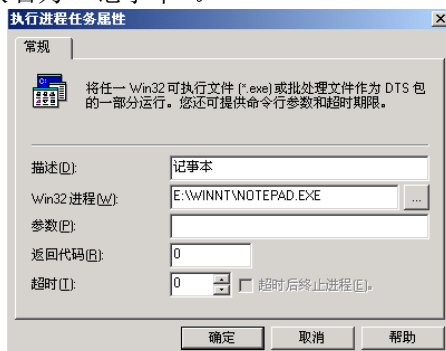 执行进程任务属性
常规
将任一 Win32 可执行文件 (*.exe) 或批处理文件作为 DTS 包
的一部分运行。您还可提供命令行参数和超时期限。
描述(D): 记事本
Win32 进程(W): E:\WINNT\NOTEPAD.EXE ...
参数(P):
返回代码(R): 0
超时(T): 0 超时后终止进程(E)。
确定 取消 帮助